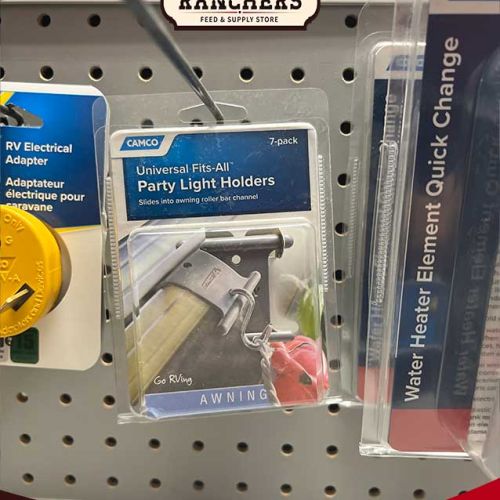 RANCHERS
FEED & SUPPLY STORE
RV Electrical
Adapter
Adaptateur
électrique pour
caravane
CAMCO
7-pack
Universal Fits-All™
Party Light Holders
Slides into awning roller bar channel
Go RVing
AWNING
Water Heater Element Quick Change